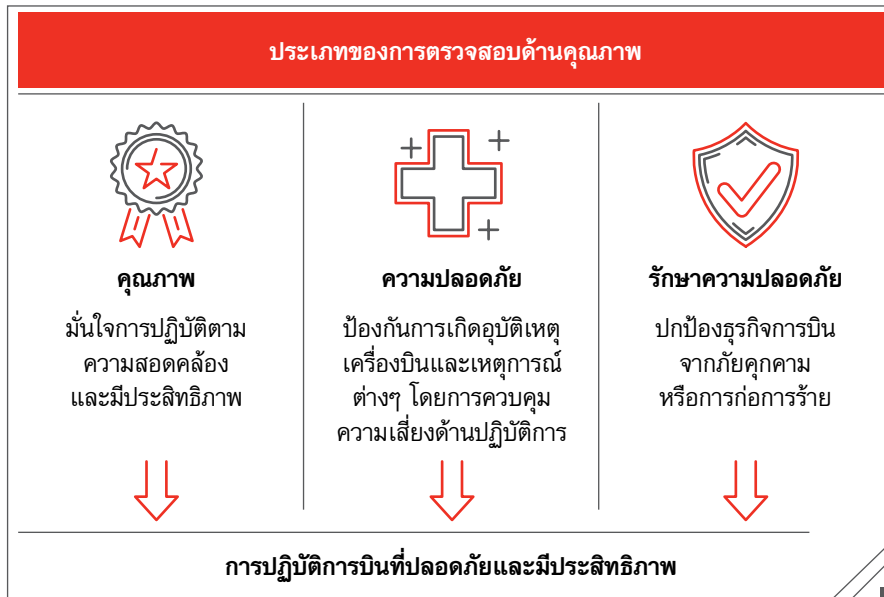 ประเภทของการตรวจสอบด้านคุณภาพ
คุณภาพ
มั่นใจการปฏิบัติตาม
ความสอดคล้อง
และมีประสิทธิภาพ
ความปลอดภัย
ป้องกันการเกิดอุบัติเหตุ
เครื่องบินและเหตุการณ์
ต่างๆ โดยการควบคุม
ความเสี่ยงด้านปฏิบัติการ
รักษาความปลอดภัย
ปกป้องธุรกิจการบิน
จากภัยคุกคาม
หรือการก่อการร้าย
การปฏิบัติการบินที่ปลอดภัยและมีประสิทธิภาพ